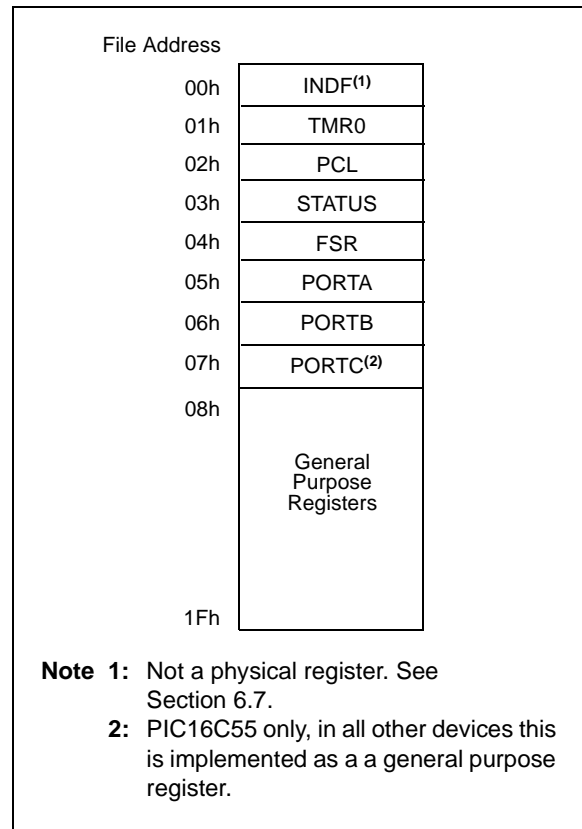 File Address
00h INDF(1)
01h TMR0
02h PCL
03h STATUS
04h FSR
05h PORTA
06h PORTB
07h PORTC(2)
08h
General
Purpose
Registers
1Fh
Note 1: Not a physical register. See
Section 6.7.
2: PIC16C55 only, in all other devices this
is implemented as a a general purpose
register.